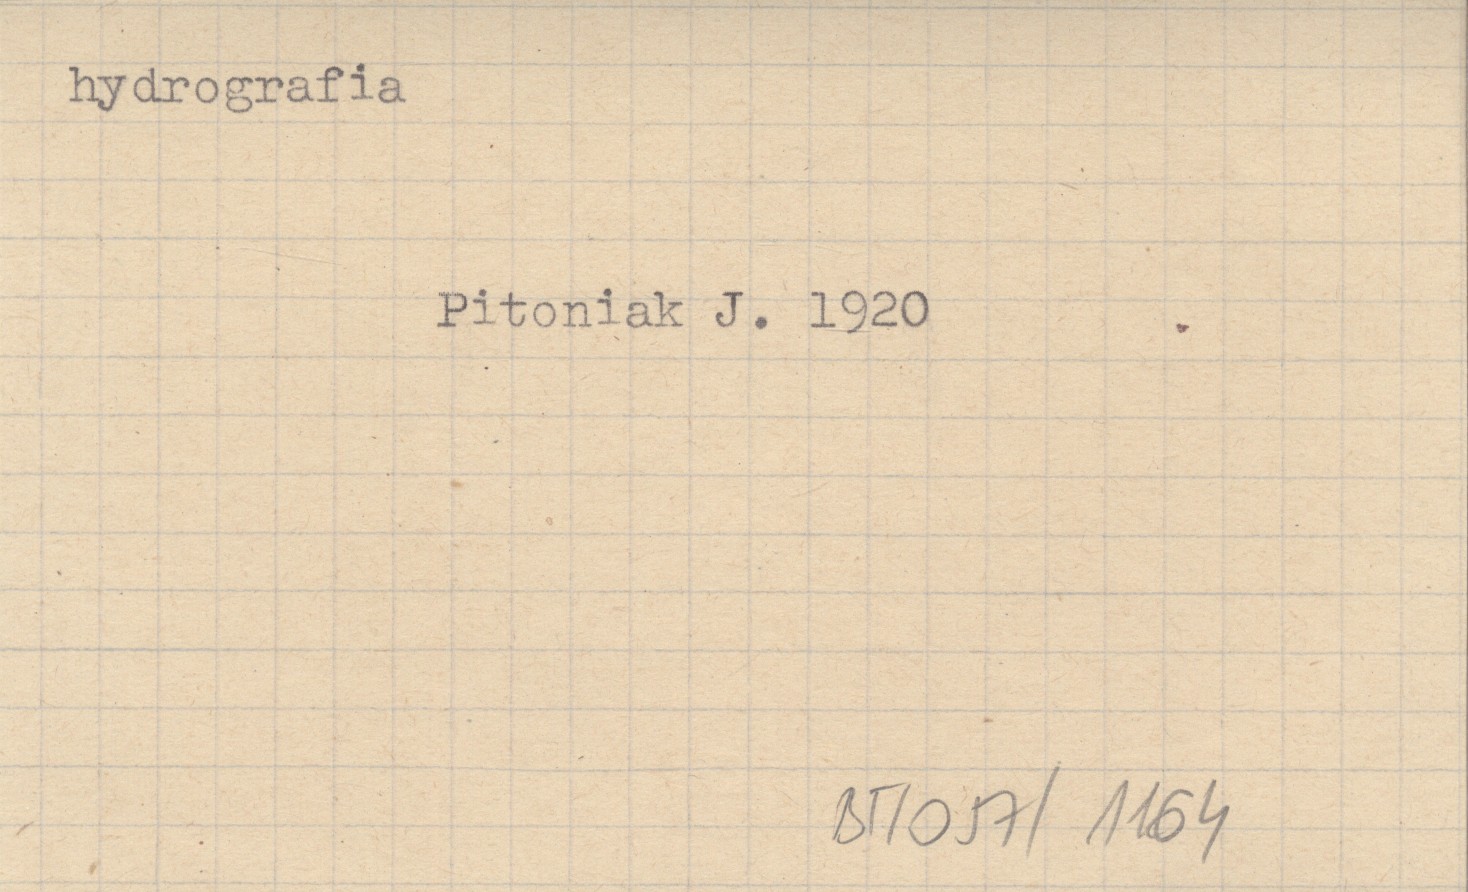 hydrografia
Pitoniak J. 1920
BT/057/ 1164